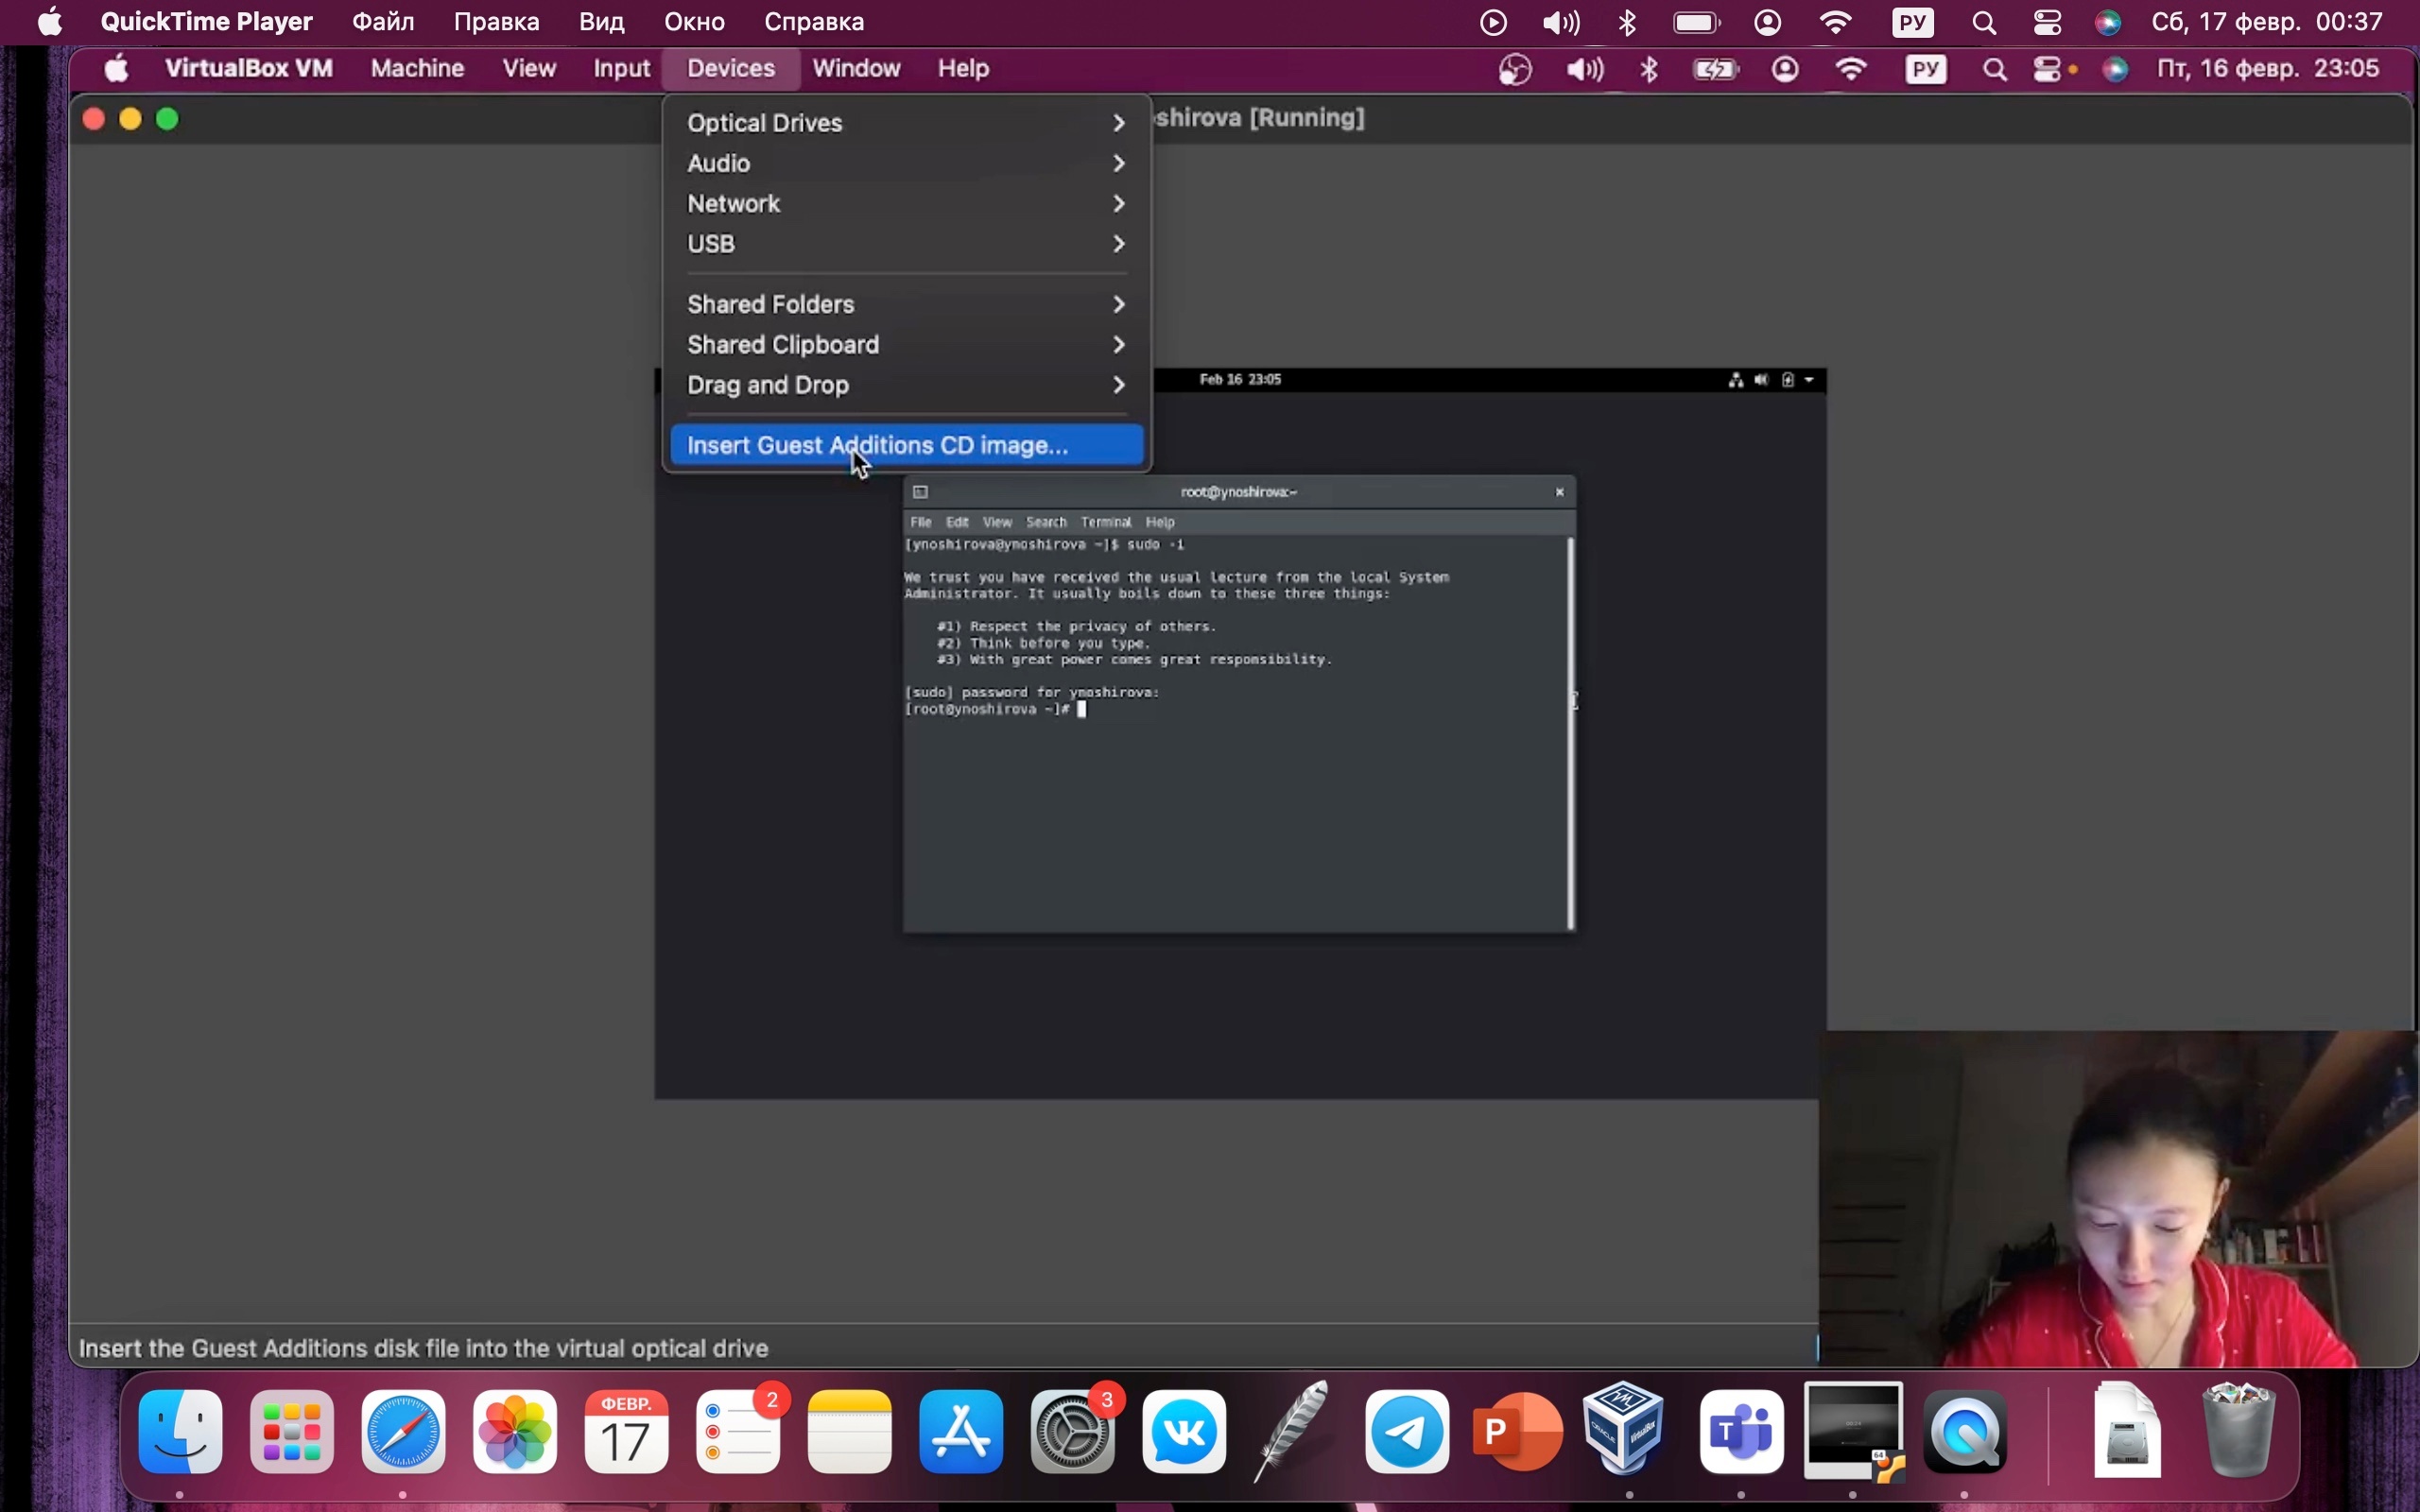 QuickTime Player Файл Правка Вид Окно Справка РУ Сб, 17 февр. 00:37
VirtualBox VM Machine View Input Devices Window Help РУ Пт, 16 февр. 23:05
shirova [Running]
Optical Drives
Audio
Network
USB
Shared Folders
Shared Clipboard
Drag and Drop
Insert Guest Additions CD image...
Feb 16 23:05
root@ynoshirova:~
File Edit View Search Terminal Help
[ynoshirova@ynoshirova ~]$ sudo -i
We trust you have received the usual lecture from the local System
Administrator. It usually boils down to these three things:
#1) Respect the privacy of others.
#2) Think before you type.
#3) With great power comes great responsibility.
[sudo] password for ynoshirova:
[root@ynoshirova ~]#
Insert the Guest Additions disk file into the virtual optical drive
ФЕВР.
17
2
3
P
T
64